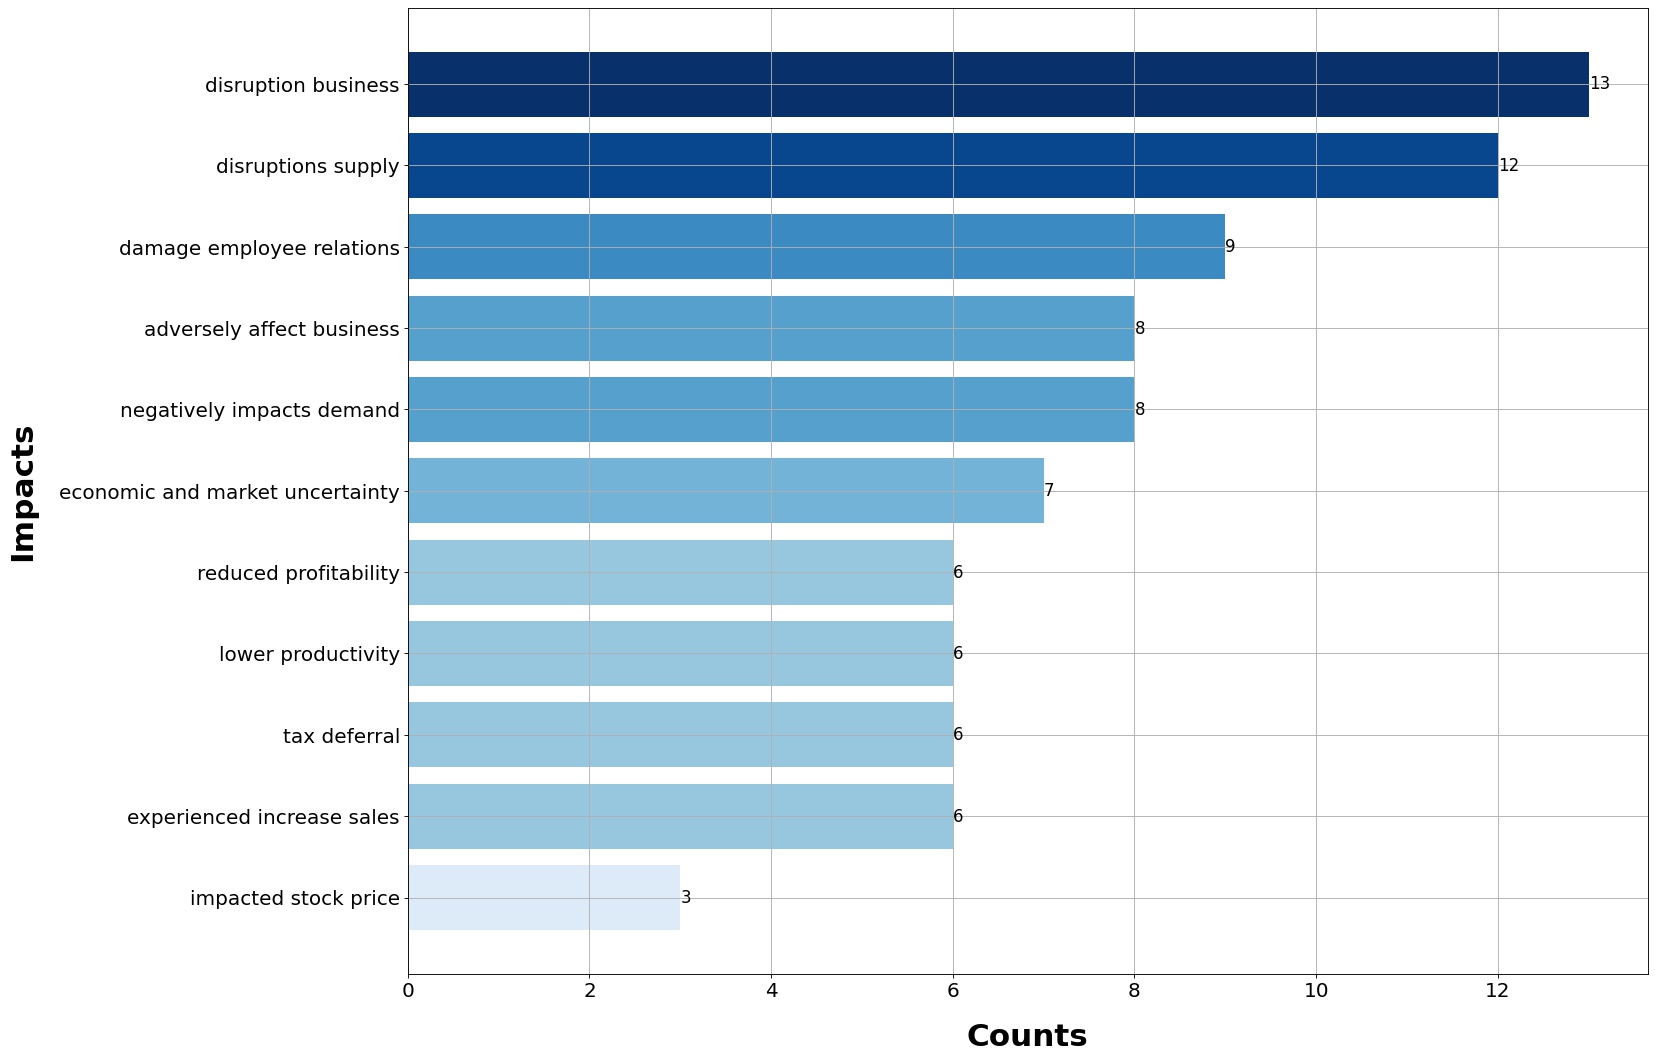 disruption business
13
disruptions supply
12
damage employee relations
9
adversely affect business
8
negatively impacts demand
8
economic and market uncertainty
7
reduced profitability
6
lower productivity
6
tax deferral
6
experienced increase sales
6
impacted stock price
3
Impacts
0 2 4 6 8 10 12
Counts